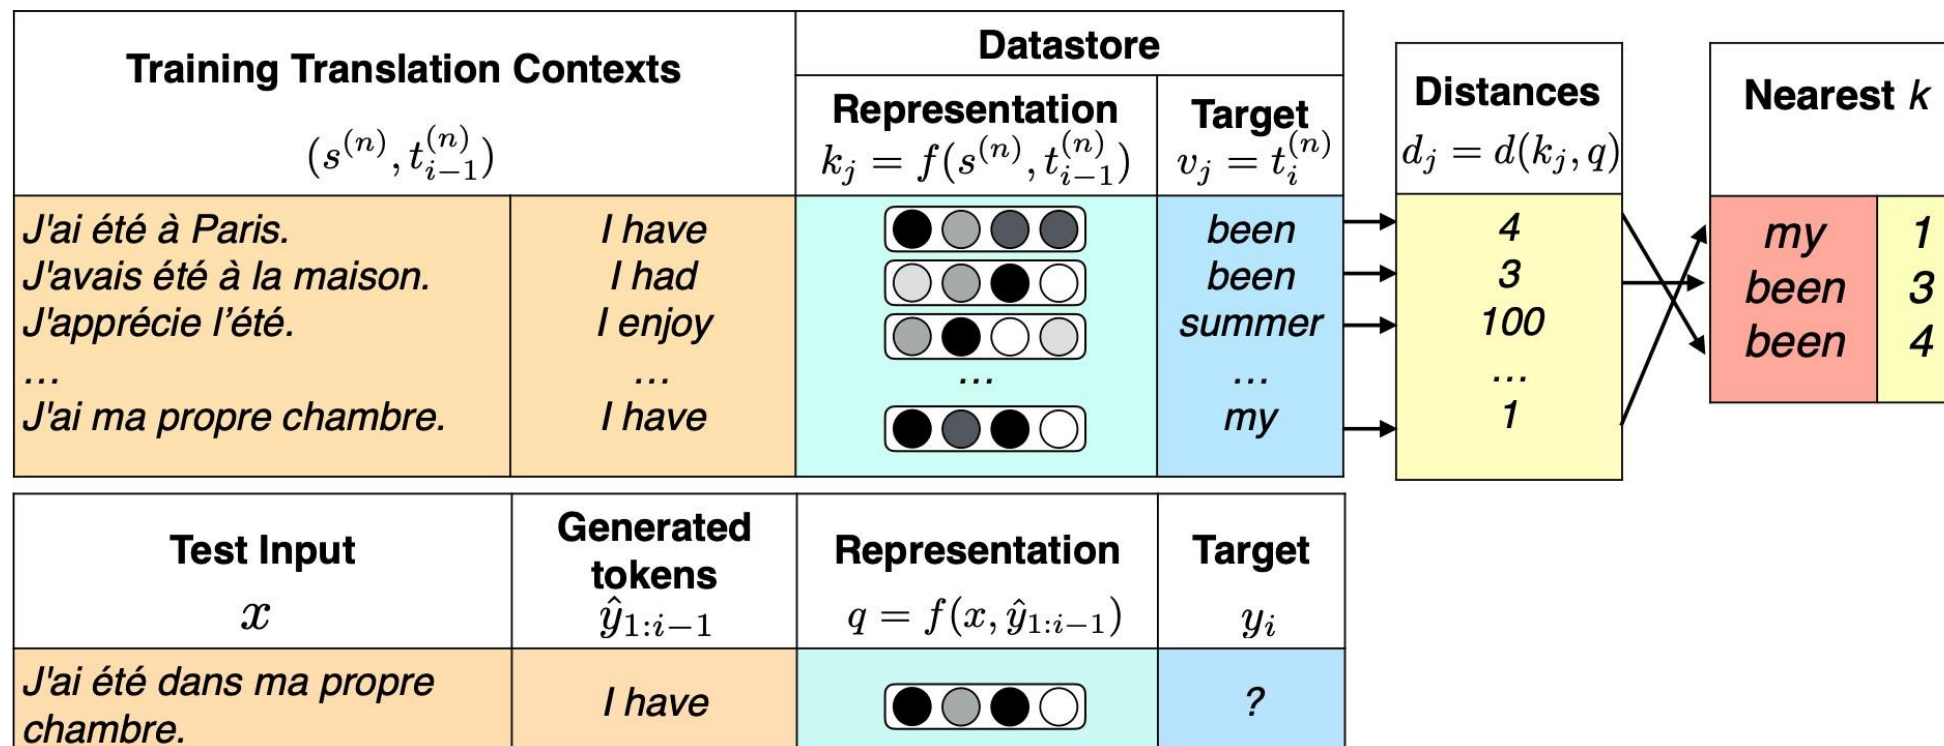 Training Translation Contexts
(s^{(n)}, t_{i-1}^{(n)})
Datastore
Representation
k_j = f(s^{(n)}, t_{i-1}^{(n)})
Target
v_j = t_i^{(n)}
Distances
d_j = d(k_j, q)
Nearest k
J'ai été à Paris. I have been 4
J'avais été à la maison. I had been 3
J'apprécie l’été. I enjoy summer 100
... ... ... ... ...
J'ai ma propre chambre. I have my 1
my 1
been 3
been 4
Test Input
x
Generated
tokens
ŷ_{1:i−1}
Representation
q = f(x, ŷ_{1:i−1})
Target
y_i
J'ai été dans ma propre
chambre.
I have
?